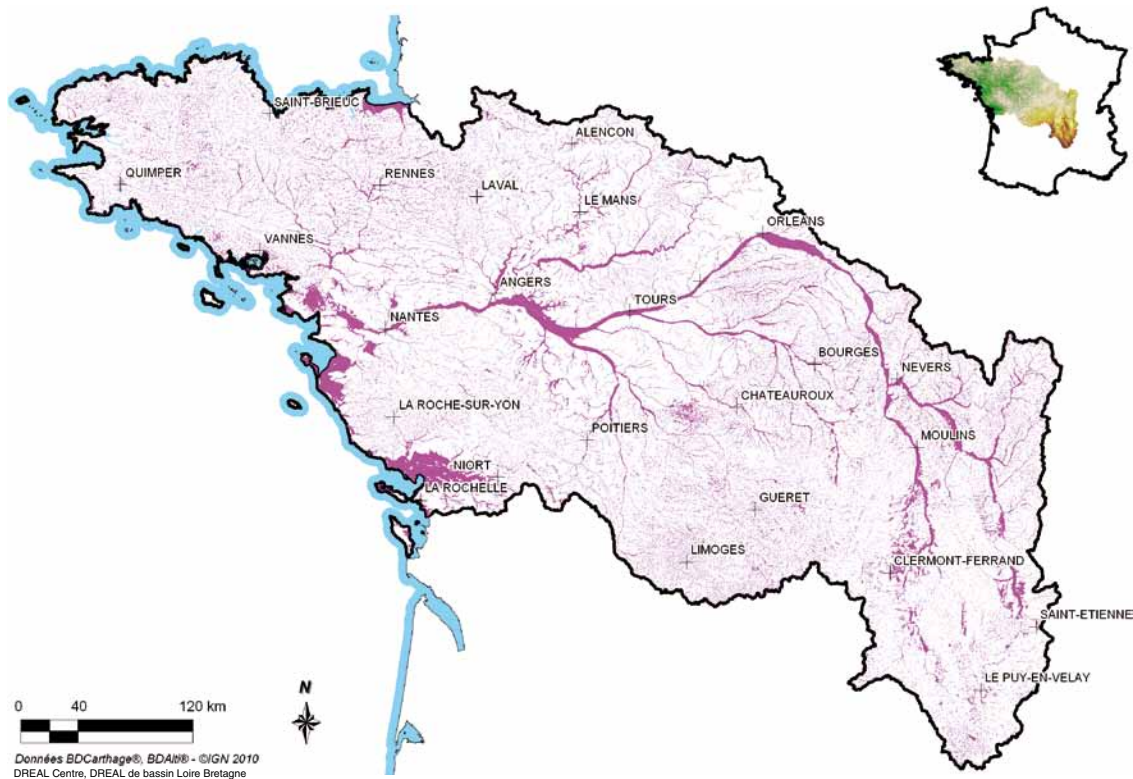 SAINT-BRIEUC
ALENCON
QUIMPER
RENNES
LAVAL
LE MANS
ORLEANS
VANNES
ANGERS
TOURS
NANTES
BOURGES
NEVERS
LA ROCHE-SUR-YON
CHATEAUROUX
POITIERS
MOULINS
NIORT
LA ROCHELLE
GUERET
LIMOGES
CLERMONT-FERRAND
SAINT-ETIENNE
LE PUY-EN-VELAY
N
0 40 120 km
Données BDCarthage®, BDAlti® - ©IGN 2010
DREAL Centre, DREAL de bassin Loire Bretagne